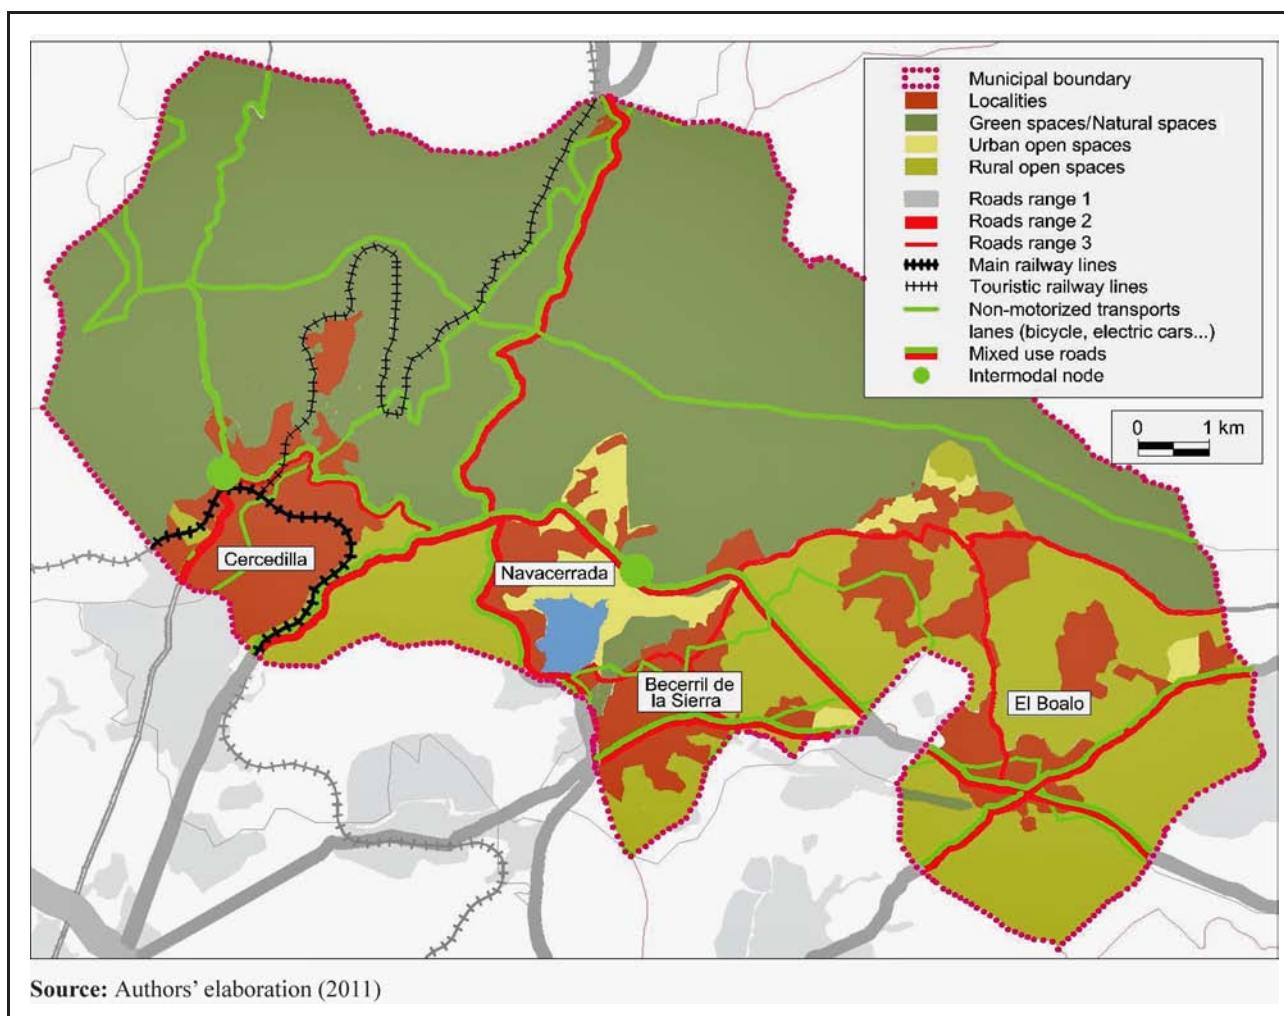 Municipal boundary
Localities
Green spaces/Natural spaces
Urban open spaces
Rural open spaces
Roads range 1
Roads range 2
Roads range 3
Main railway lines
Touristic railway lines
Non-motorized transports
lanes (bicycle, electric cars...)
Mixed use roads
Intermodal node
0 1 km
Cercedilla
Navacerrada
Becerril de
la Sierra
El Boalo
Source: Authors' elaboration (2011)